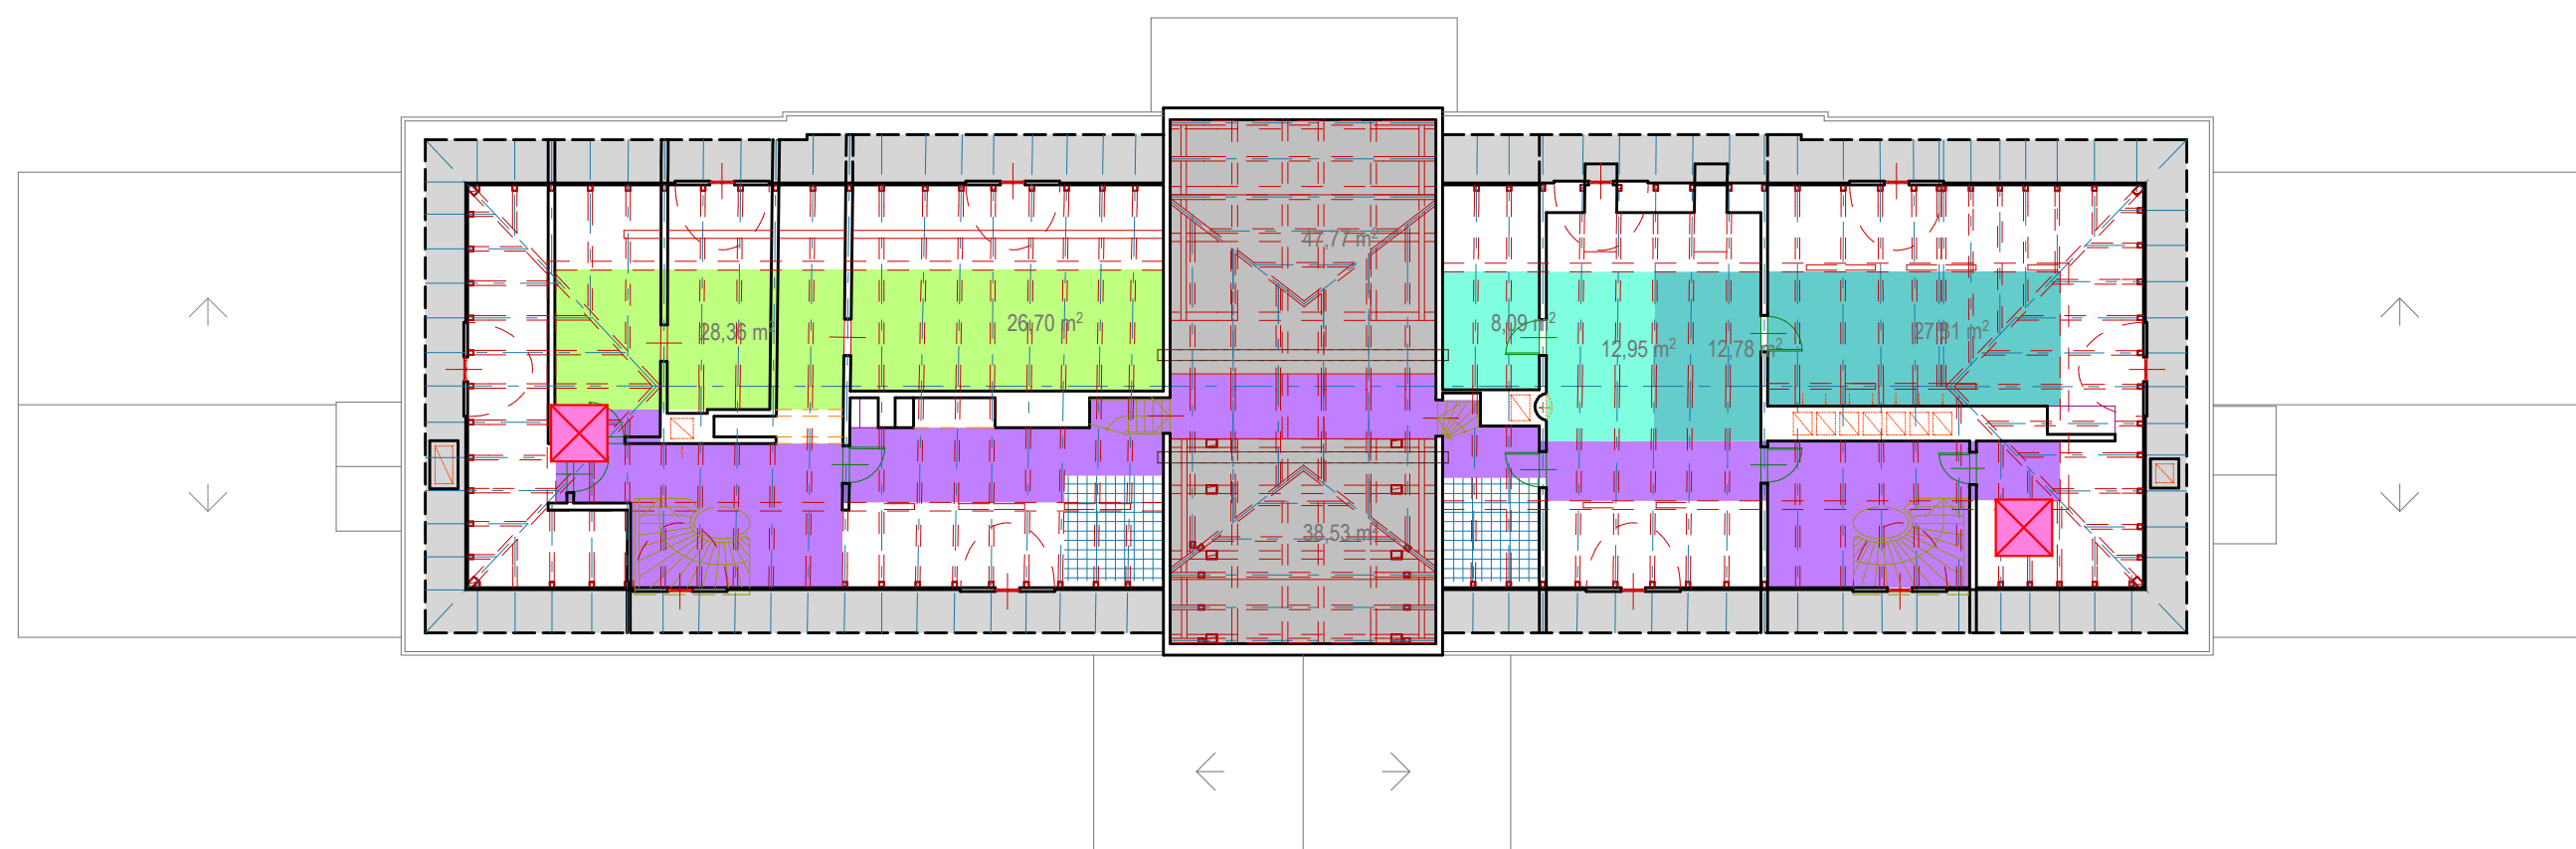 47,77 m²
28,36 m²
26,70 m²
8,09 m²
12,95 m²
12,78 m²
27,81 m²
38,53 m²